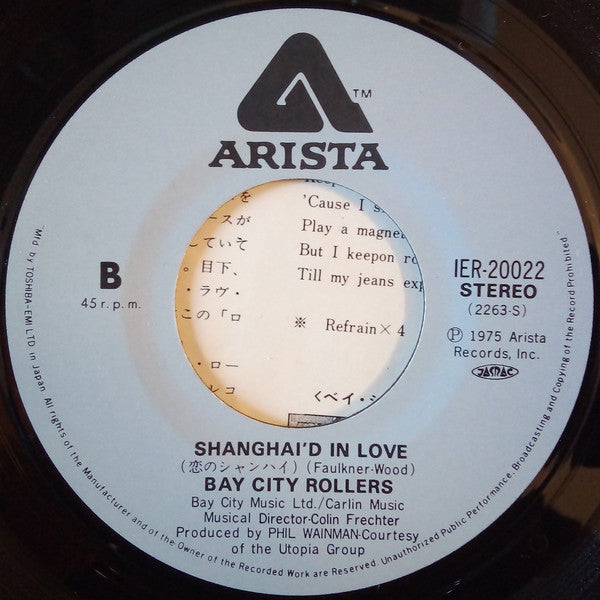 TM
ARISTA
を
ースが
していそ
。目下、
・ラヴ・
この「ロ
・ロー
<ベイ・
'Cause I
Play a magne
But I keepon ro
Till my jeans exp
※ Refrain×4
B
45 r.p.m.
IER-20022
STEREO
(2263-S)
Ⓟ 1975 Arista
Records, Inc.
JASRAC
SHANGHAI'D IN LOVE
(恋のシャンハイ) (Faulkner-Wood)
BAY CITY ROLLERS
Bay City Music Ltd./Carlin Music
Musical Director-Colin Frechter
Produced by PHIL WAINMAN-Courtesy
of the Utopia Group
"Mfd by TOSHIBA-EMI LTD in Japan. All rights of the Manufacturer and of the Owner of the Recorded Work are Reserved. Unauthorized Public Performance, Broadcasting and Copying of the Record Prohibited."